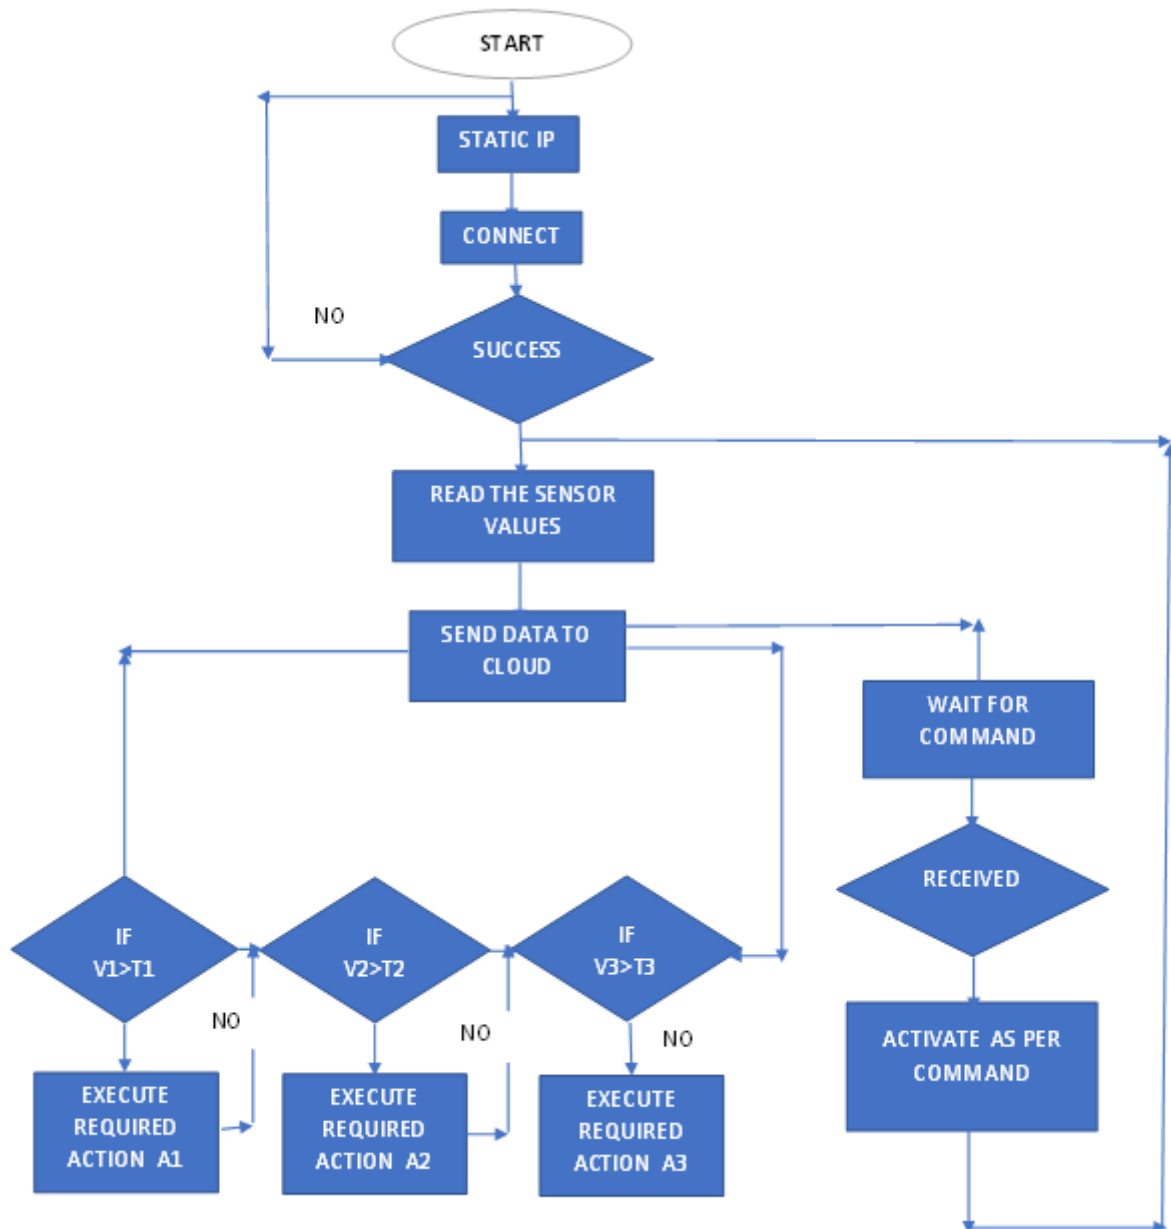 START
STATIC IP
CONNECT
NO
SUCCESS
READ THE SENSOR
VALUES
SEND DATA TO
CLOUD
WAIT FOR
COMMAND
RECEIVED
IF
V1>T1
IF
V2>T2
IF
V3>T3
NO
NO
NO
ACTIVATE AS PER
COMMAND
EXECUTE
REQUIRED
ACTION A1
EXECUTE
REQUIRED
ACTION A2
EXECUTE
REQUIRED
ACTION A3